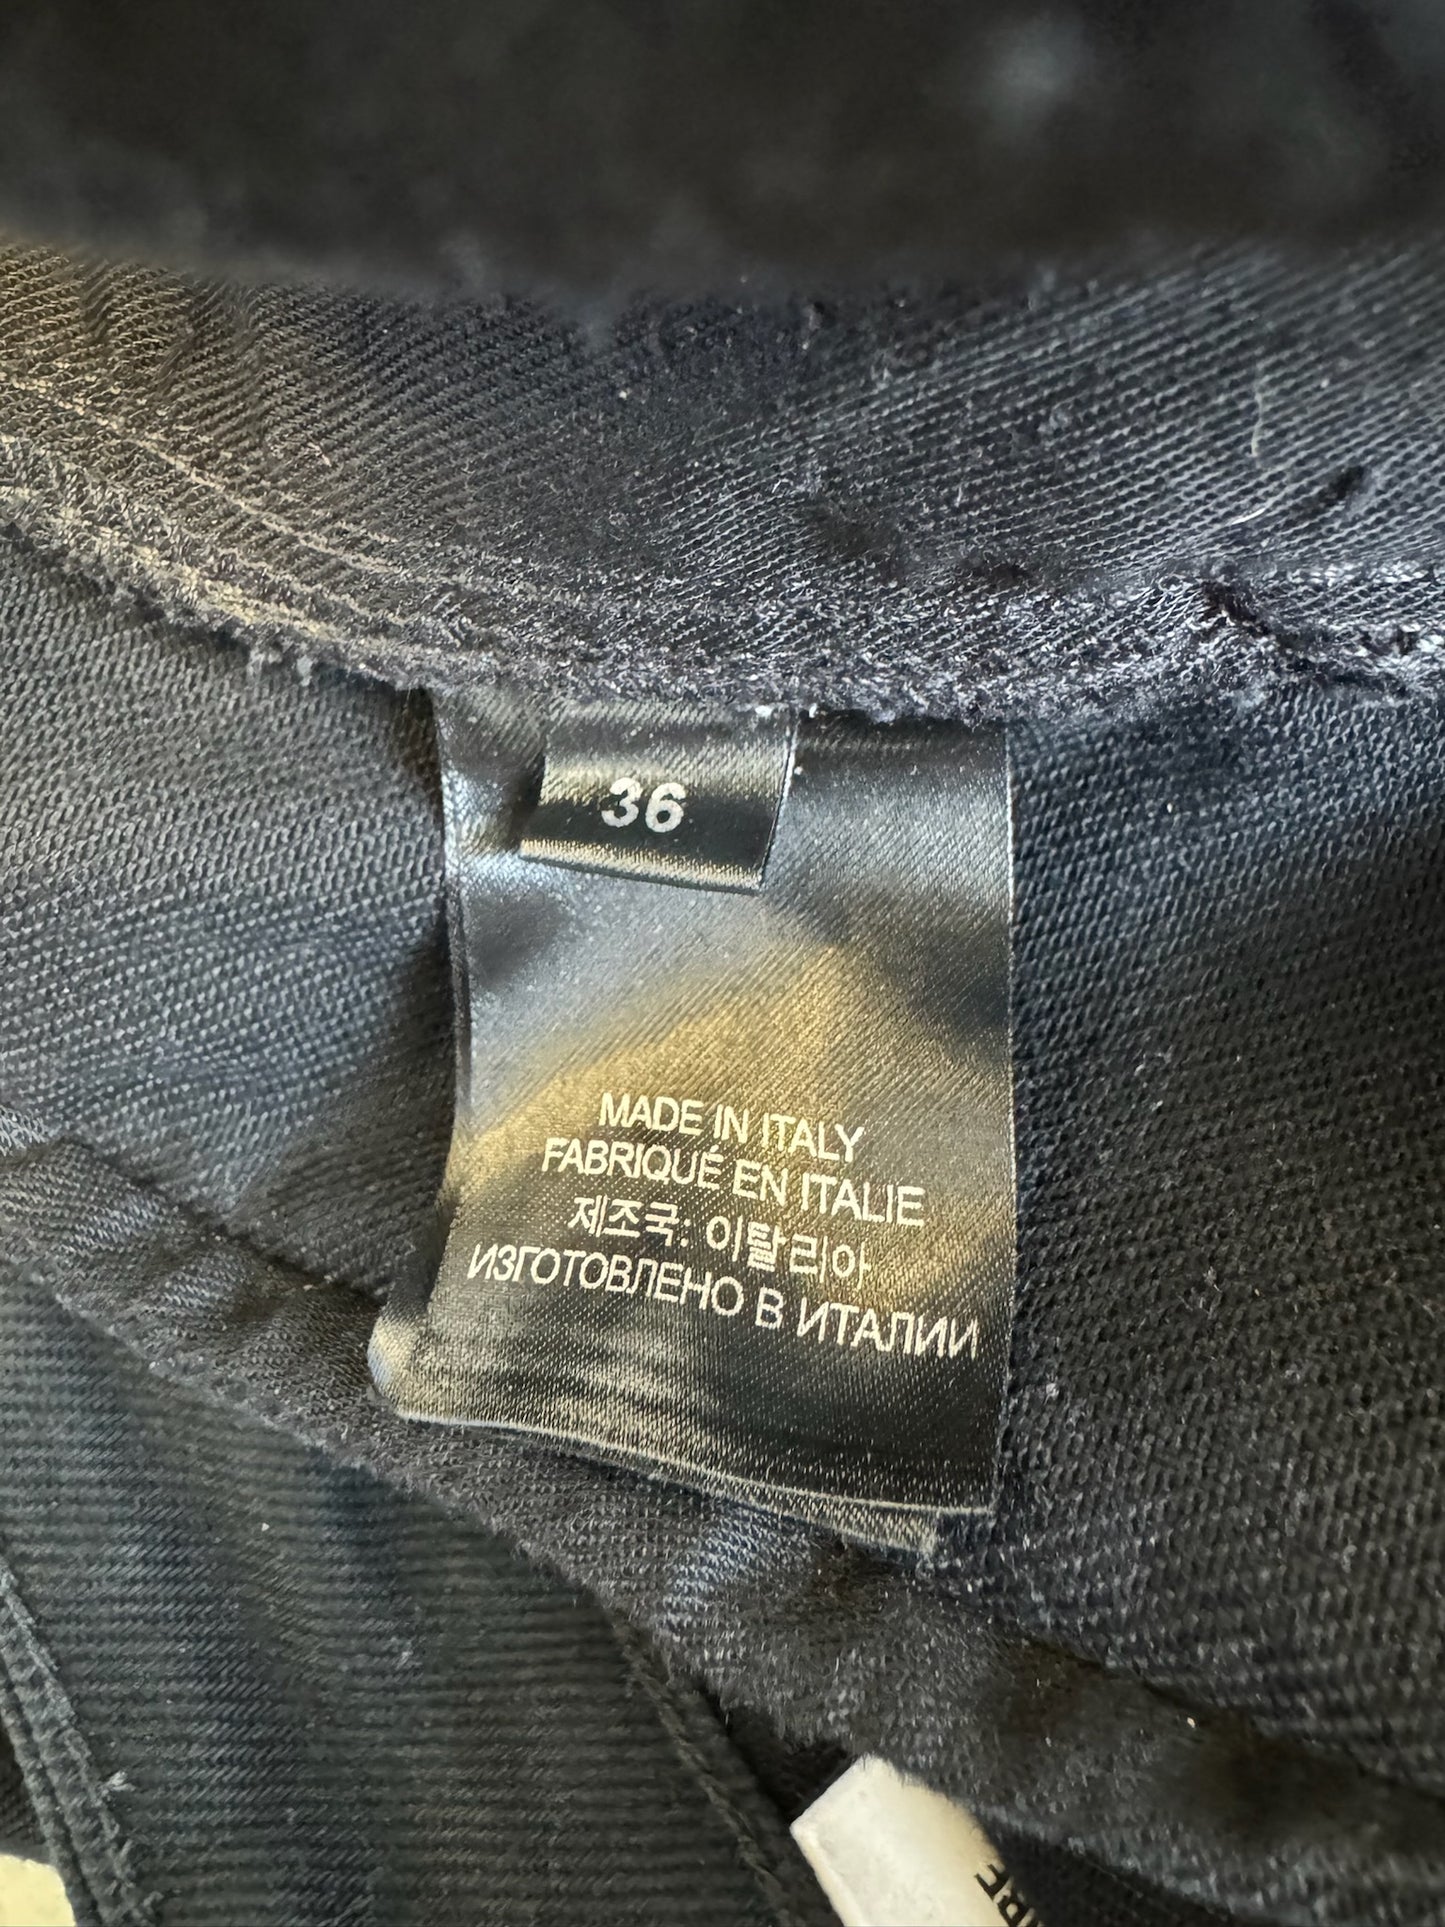 36
MADE IN ITALY
FABRIQUÉ EN ITALIE
제조국: 이탈리아
ИЗГОТОВЛЕНО В ИТАЛИИ